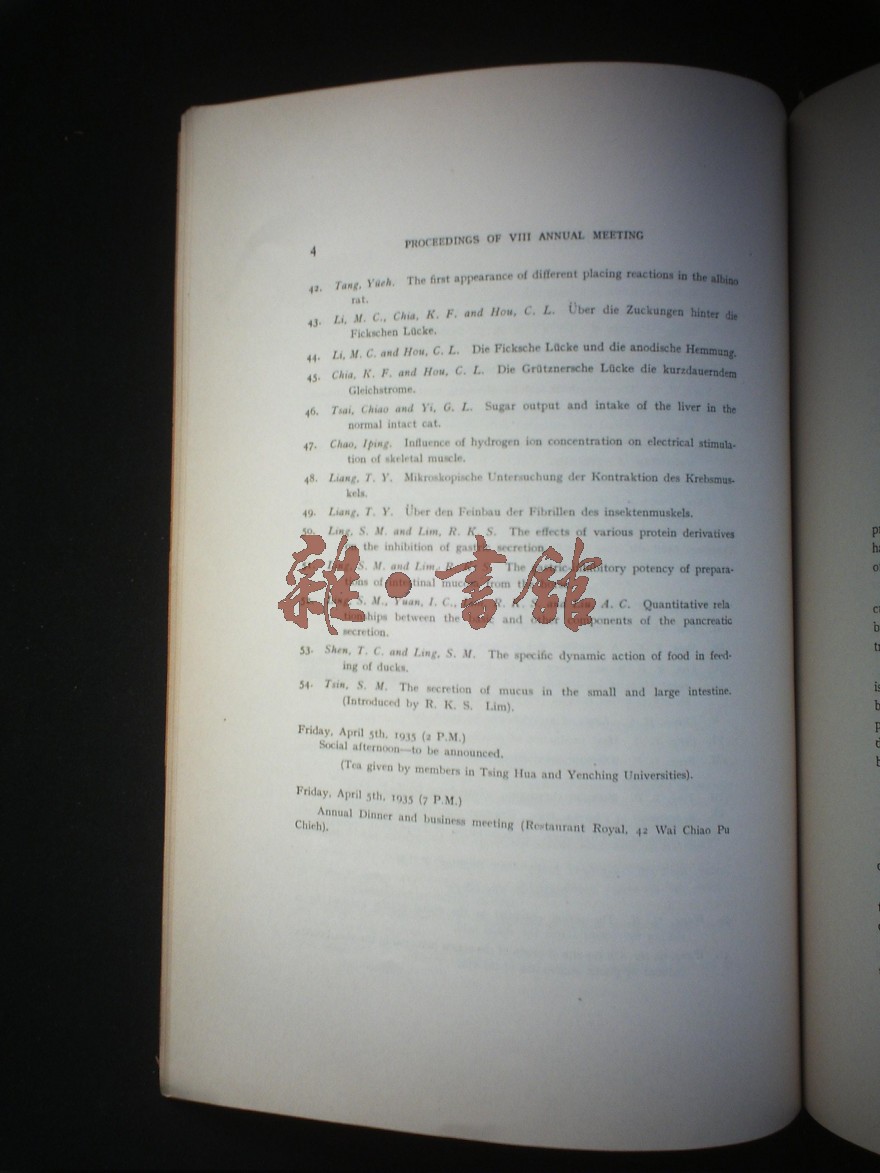 4 PROCEEDINGS OF VIII ANNUAL MEETING
42. Tang, Yüeh. The first appearance of different placing reactions in the albino
rat.
43. Li, M. C., Chia, K. F. and Hou, C. L. Über die Zuckungen hinter die
Fickschen Lücke.
44. Li, M. C. and Hou, C. L. Die Ficksche Lücke und die anodische Hemmung.
45. Chia, K. F. and Hou, C. L. Die Grütznersche Lücke die kurzdauerndem
Gleichstrome.
46. Tsai, Chiao and Yi, G. L. Sugar output and intake of the liver in the
normal intact cat.
47. Chao, Iping. Influence of hydrogen ion concentration on electrical stimula-
tion of skeletal muscle.
48. Liang, T. Y. Mikroskopische Untersuchung der Kontraktion des Krebsmus-
kels.
49. Liang, T. Y. Über den Feinbau der Fibrillen des insektenmuskels.
50. Ling, S. M. and Lim, R. K. S. The effects of various protein derivatives
the inhibition of gastric secretion
S. M. and Lim, R. S. The inhibitory potency of prepara-
tions of intestinal mucosa from
S. M., Yuan, I. C., R. K. S. and A. C. Quantitative rela
tionships between the basic and other components of the pancreatic
secretion.
53. Shen, T. C. and Ling, S. M. The specific dynamic action of food in feed-
ing of ducks.
54. Tsin, S. M. The secretion of mucus in the small and large intestine.
(Introduced by R. K. S. Lim).
Friday, April 5th, 1935 (2 P.M.)
Social afternoon—to be announced.
(Tea given by members in Tsing Hua and Yenching Universities).
Friday, April 5th, 1935 (7 P.M.)
Annual Dinner and business meeting (Restaurant Royal, 42 Wai Chiao Pu
Chieh).
雜·書館